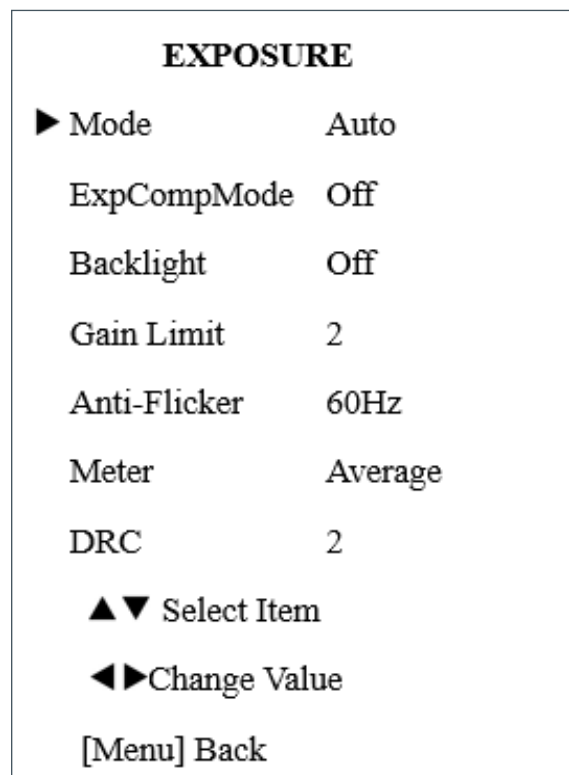 EXPOSURE
▶ Mode Auto
ExpCompMode Off
Backlight Off
Gain Limit 2
Anti-Flicker 60Hz
Meter Average
DRC 2
▲▼ Select Item
◀▶Change Value
[Menu] Back